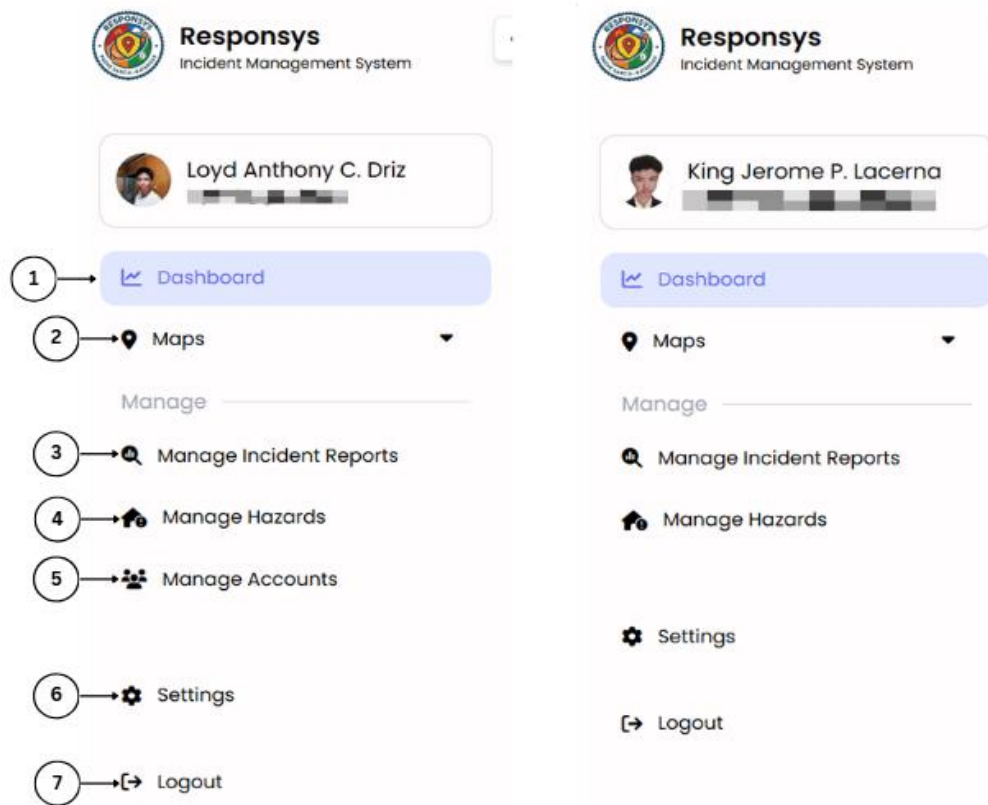 Responsys
Incident Management System
Loyd Anthony C. Driz
1 Dashboard
2 Maps
Manage
3 Manage Incident Reports
4 Manage Hazards
5 Manage Accounts
6 Settings
7 Logout
Responsys
Incident Management System
King Jerome P. Lacerna
Dashboard
Maps
Manage
Manage Incident Reports
Manage Hazards
Settings
Logout